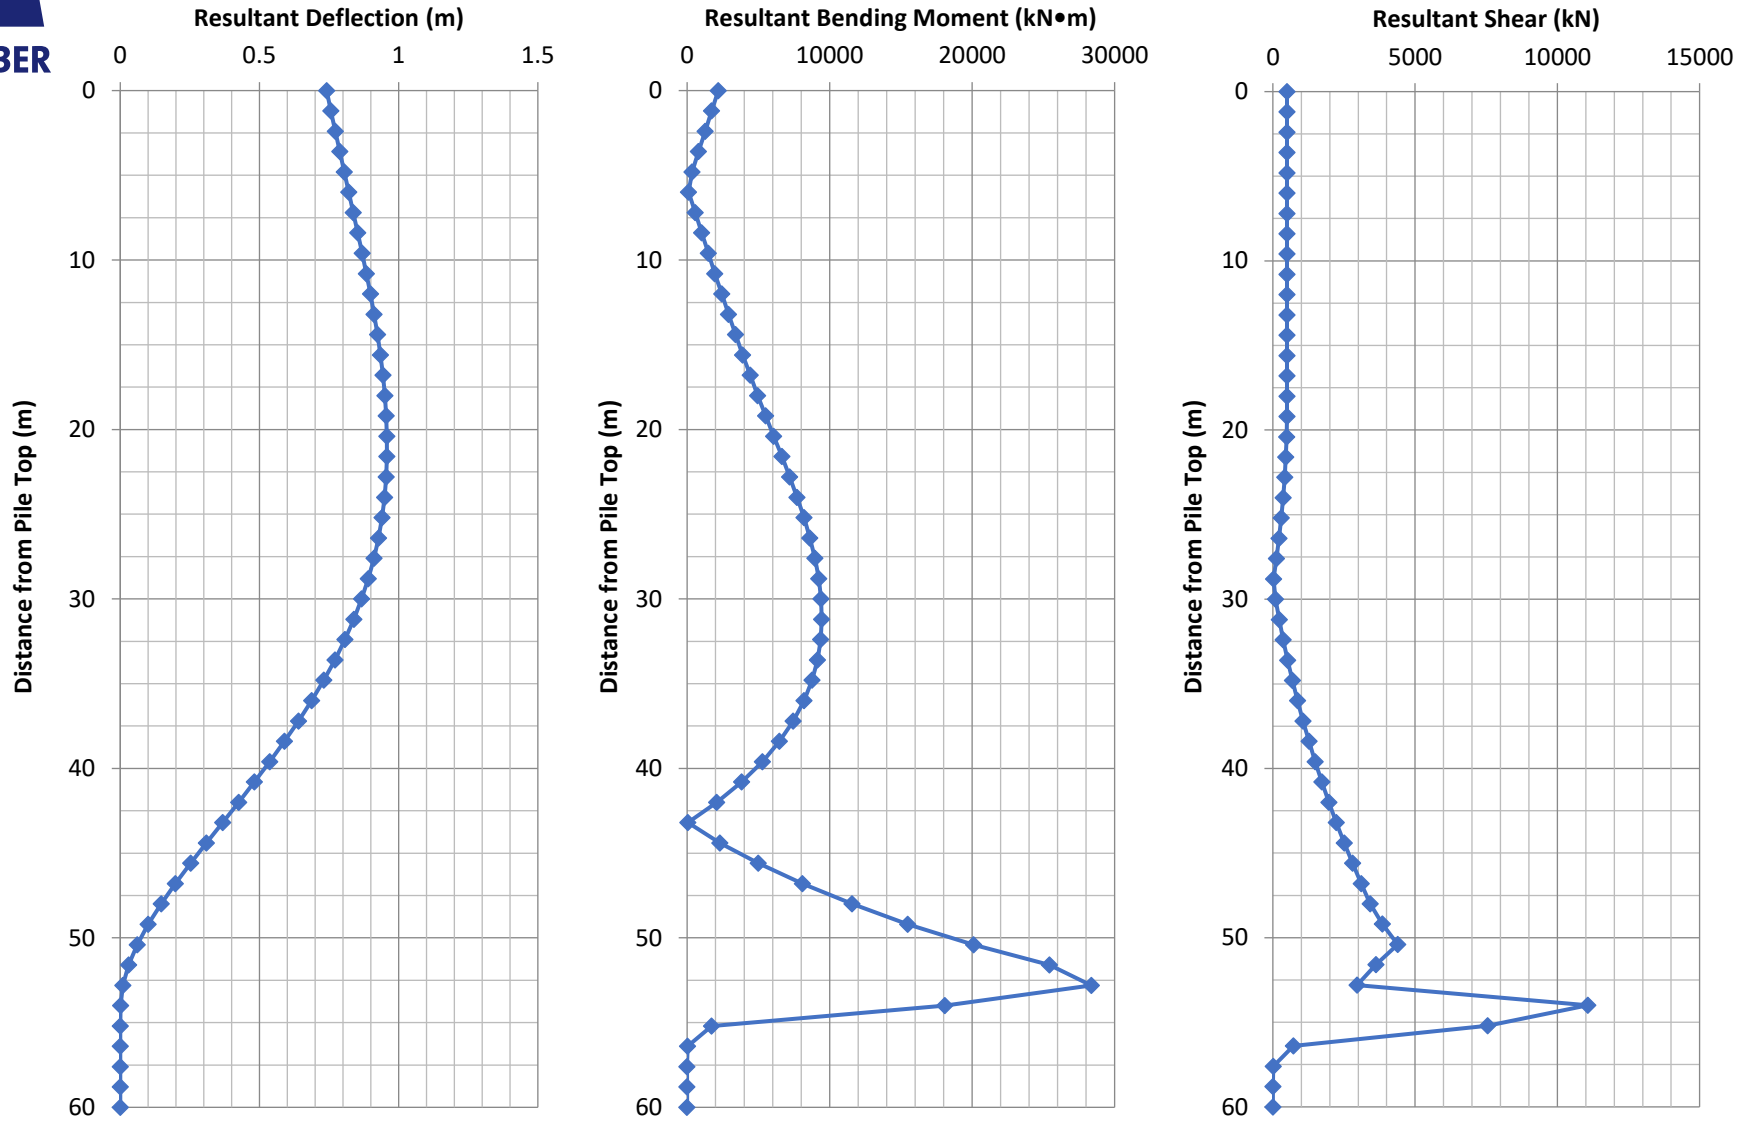 BER
Resultant Deflection (m)
0 0.5 1 1.5
0
10
20
30
40
50
60
Distance from Pile Top (m)
Resultant Bending Moment (kN•m)
0 10000 20000 30000
0
10
20
30
40
50
60
Distance from Pile Top (m)
Resultant Shear (kN)
0 5000 10000 15000
0
10
20
30
40
50
60
Distance from Pile Top (m)